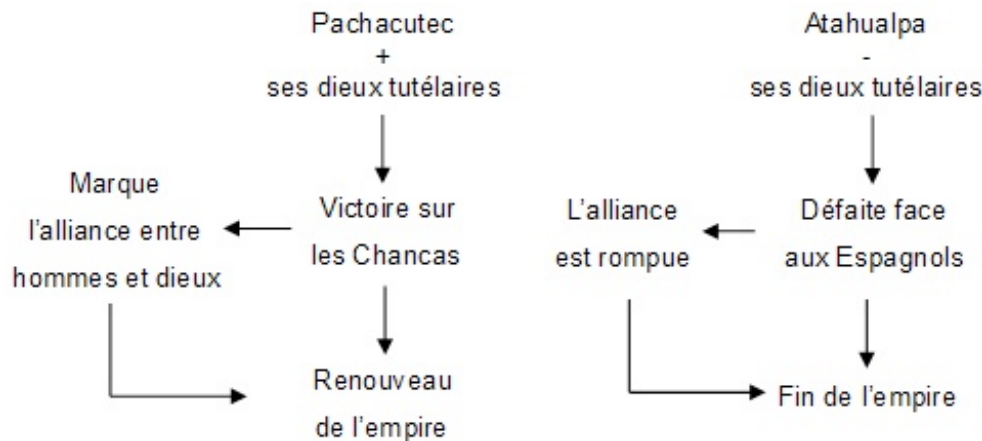 Pachacutec
+
ses dieux tutélaires
Marque
l'alliance entre
hommes et dieux
Victoire sur
les Chancas
Renouveau
de l'empire
Atahualpa
-
ses dieux tutélaires
L'alliance
est rompue
Défaite face
aux Espagnols
Fin de l'empire